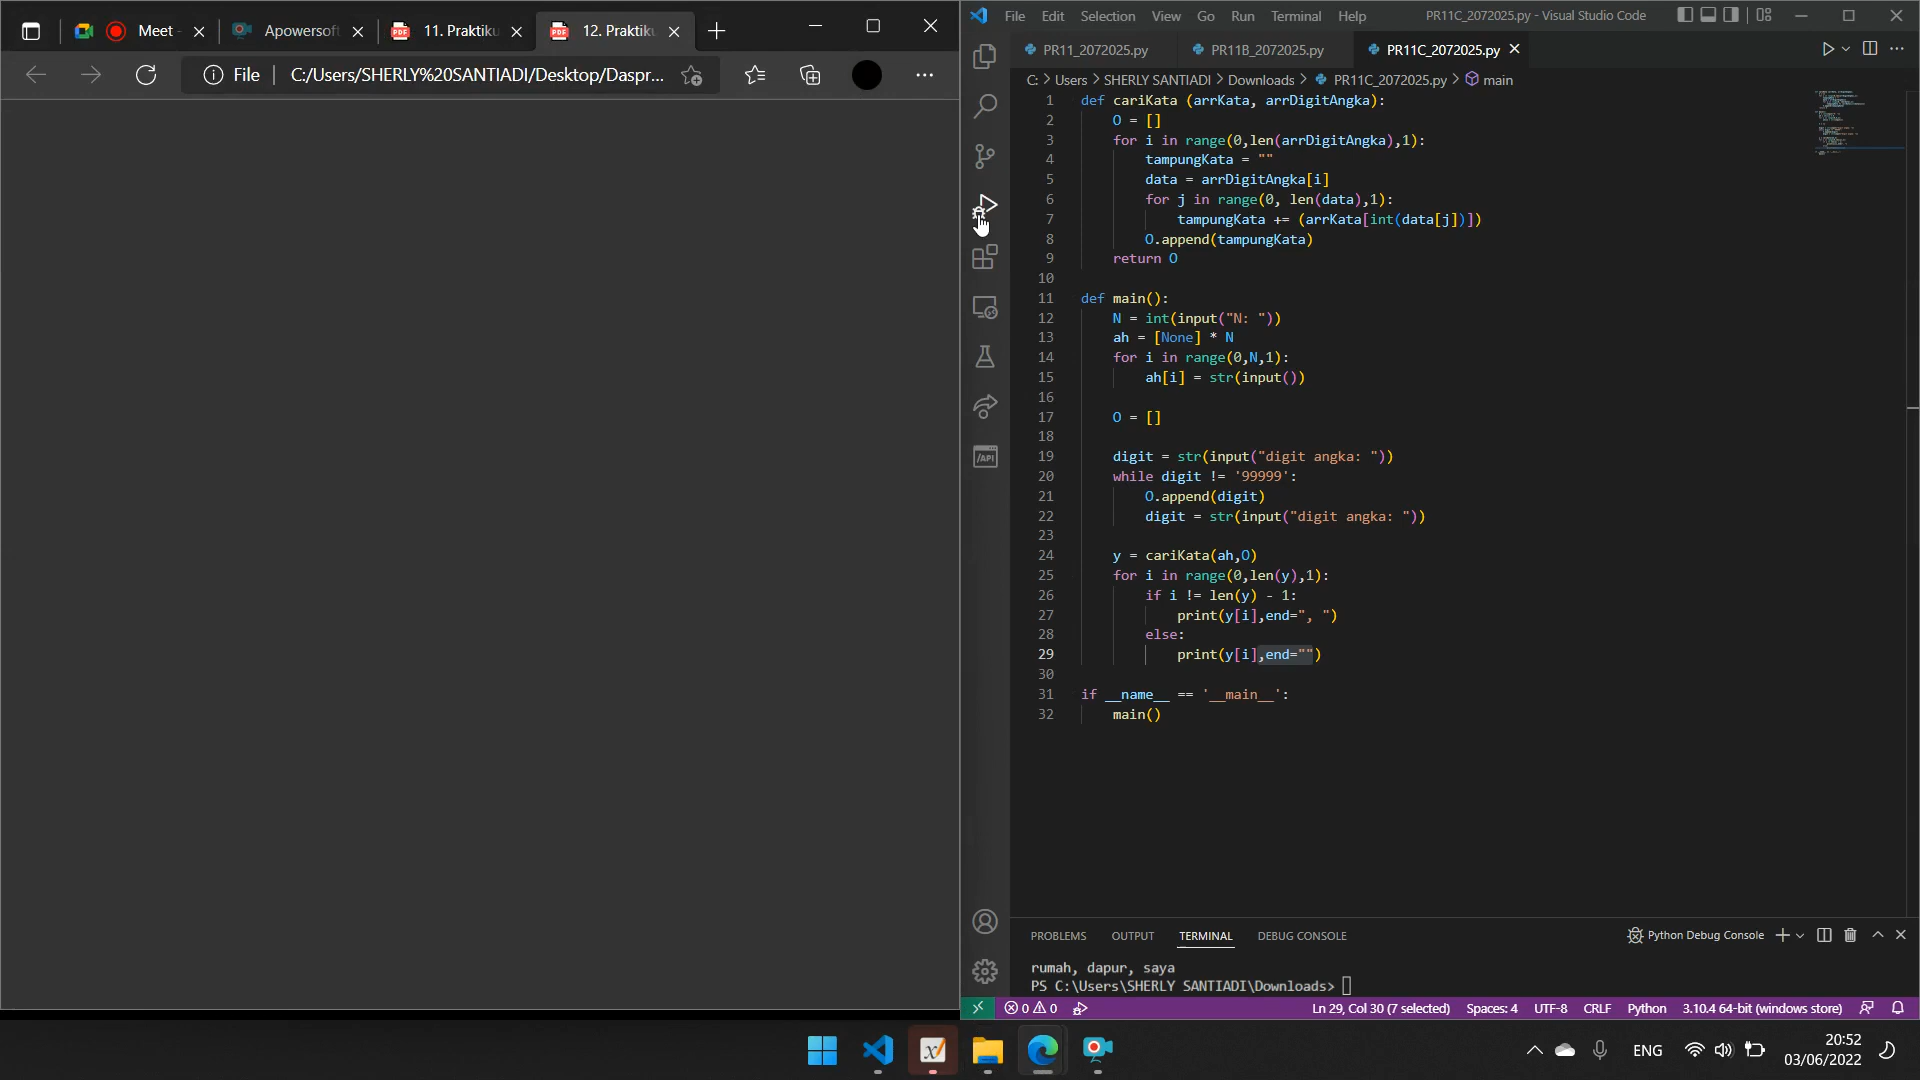 Meet
Apowersoft
11. Praktiku
12. Praktiku
File
C:/Users/SHERLY%20SANTIADI/Desktop/Daspr...
File Edit Selection View Go Run Terminal Help
PR11C_2072025.py - Visual Studio Code
PR11_2072025.py
PR11B_2072025.py
PR11C_2072025.py
C: > Users > SHERLY SANTIADI > Downloads > PR11C_2072025.py > main
1 def cariKata (arrKata, arrDigitAngka):
2 O = []
3 for i in range(0,len(arrDigitAngka),1):
4 tampungKata = ""
5 data = arrDigitAngka[i]
6 for j in range(0, len(data),1):
7 tampungKata += (arrKata[int(data[j])])
8 O.append(tampungKata)
9 return O
10
11 def main():
12 N = int(input("N: "))
13 ah = [None] * N
14 for i in range(0,N,1):
15 ah[i] = str(input())
16
17 O = []
18
19 digit = str(input("digit angka: "))
20 while digit != '99999':
21 O.append(digit)
22 digit = str(input("digit angka: "))
23
24 y = cariKata(ah,O)
25 for i in range(0,len(y),1):
26 if i != len(y) - 1:
27 print(y[i],end=", ")
28 else:
29 print(y[i],end="")
30
31 if __name__ == '__main__':
32 main()
/API
PROBLEMS OUTPUT TERMINAL DEBUG CONSOLE
Python Debug Console
rumah, dapur, saya
PS C:\Users\SHERLY SANTIADI\Downloads>
0 0
Ln 29, Col 30 (7 selected) Spaces: 4 UTF-8 CRLF Python 3.10.4 64-bit (windows store)
ENG
20:52
03/06/2022